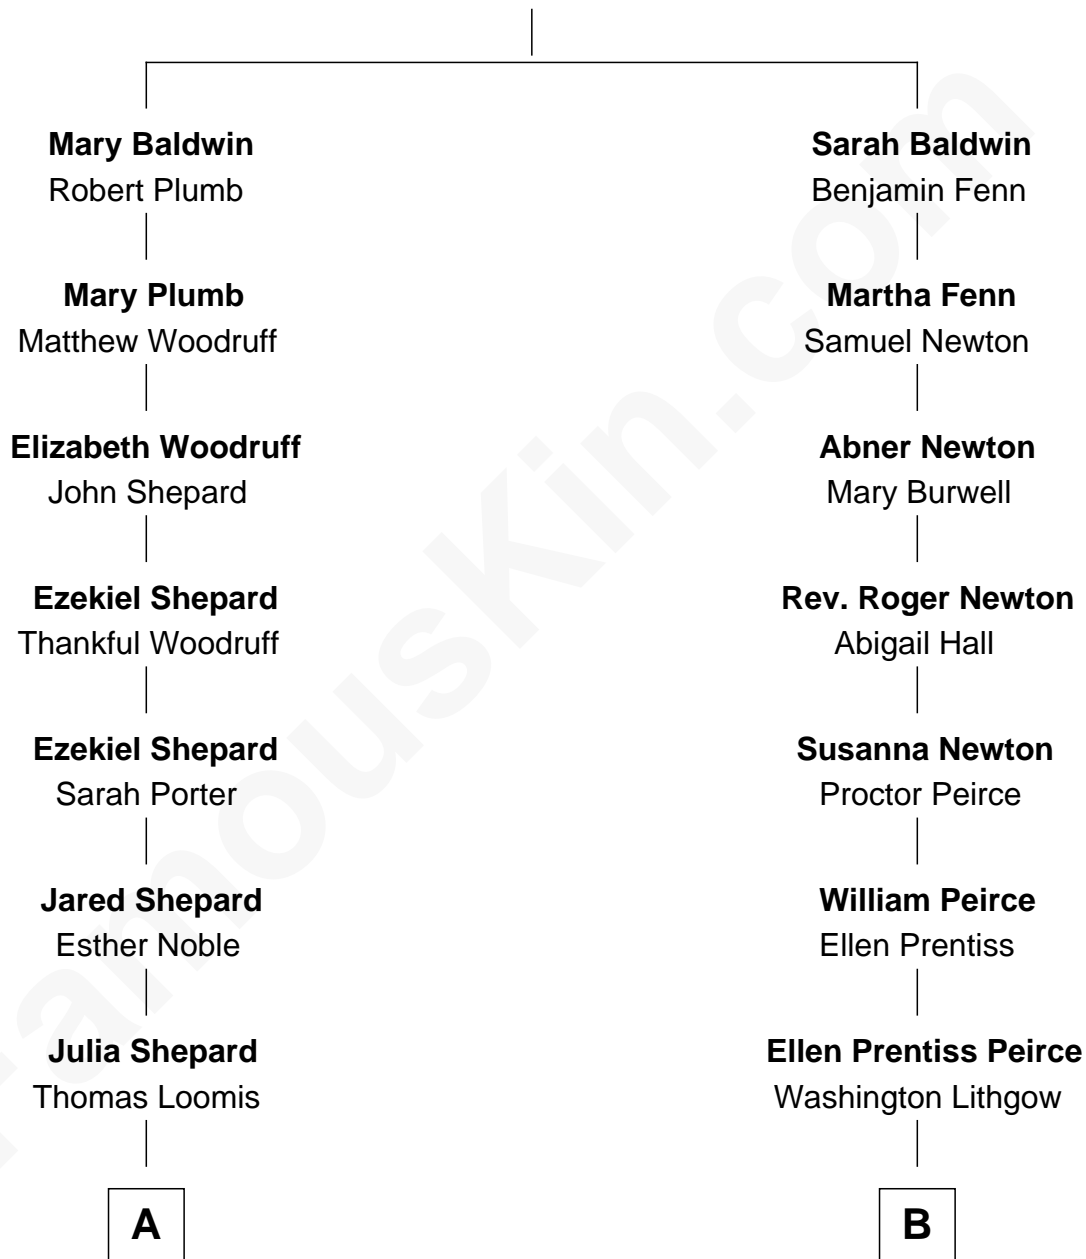 Mary Baldwin
Robert Plumb
Mary Plumb
Matthew Woodruff
Elizabeth Woodruff
John Shepard
Ezekiel Shepard
Thankful Woodruff
Ezekiel Shepard
Sarah Porter
Jared Shepard
Esther Noble
Julia Shepard
Thomas Loomis
A
Sarah Baldwin
Benjamin Fenn
Martha Fenn
Samuel Newton
Abner Newton
Mary Burwell
Rev. Roger Newton
Abigail Hall
Susanna Newton
Proctor Peirce
William Peirce
Ellen Prentiss
Ellen Prentiss Peirce
Washington Lithgow
B
FamousKin.com